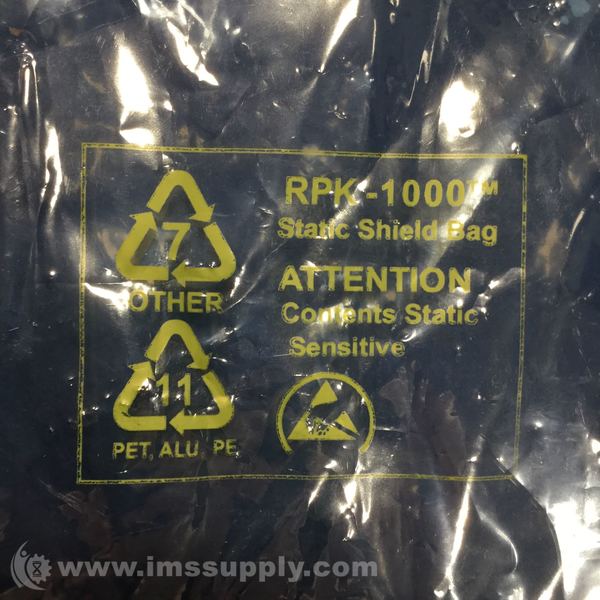 7
OTHER
11
PET, ALU, PE
RPK-1000™
Static Shield Bag
ATTENTION
Contents Static
Sensitive
www.imssupply.com